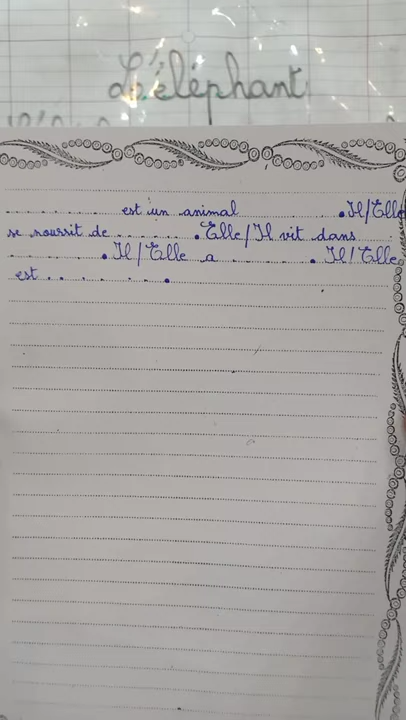 L'éléphant
.......... est un animal ..........Il/Elle
se nourrit de ........Elle/Il vit dans
..........Il/Elle a ..........Il/Elle
est ..........